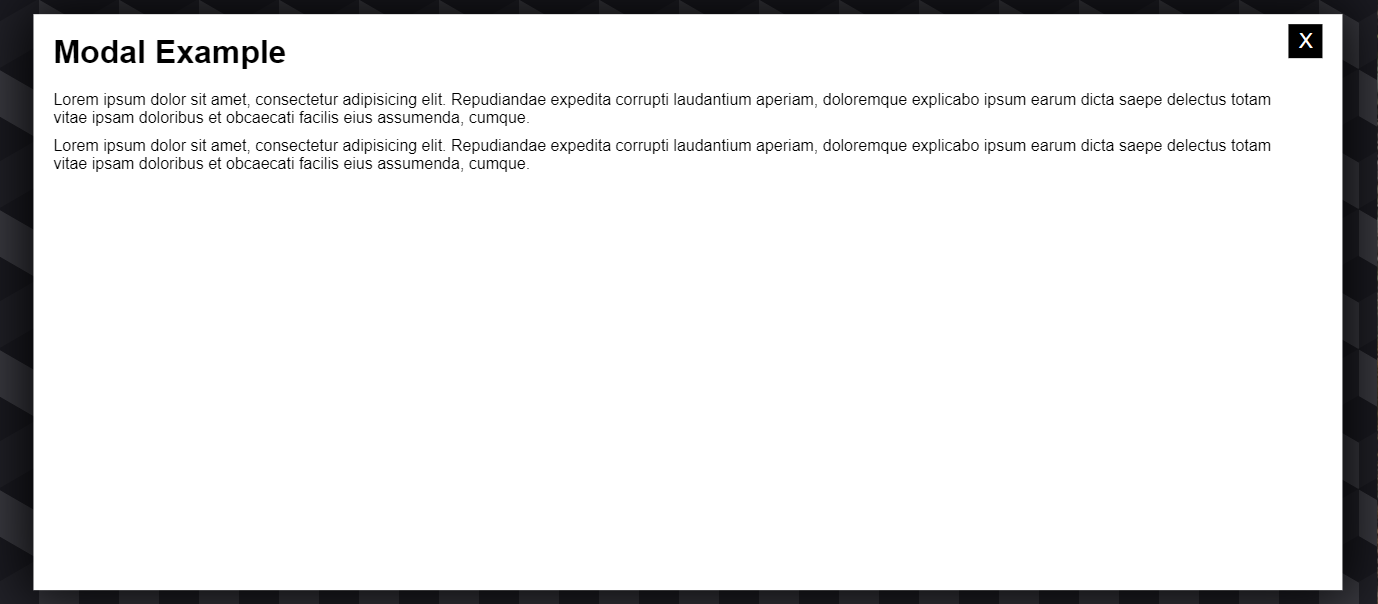 Modal Example
X
Lorem ipsum dolor sit amet, consectetur adipisicing elit. Repudiandae expedita corrupti laudantium aperiam, doloremque explicabo ipsum earum dicta saepe delectus totam
vitae ipsam doloribus et obcaecati facilis eius assumenda, cumque.
Lorem ipsum dolor sit amet, consectetur adipisicing elit. Repudiandae expedita corrupti laudantium aperiam, doloremque explicabo ipsum earum dicta saepe delectus totam
vitae ipsam doloribus et obcaecati facilis eius assumenda, cumque.